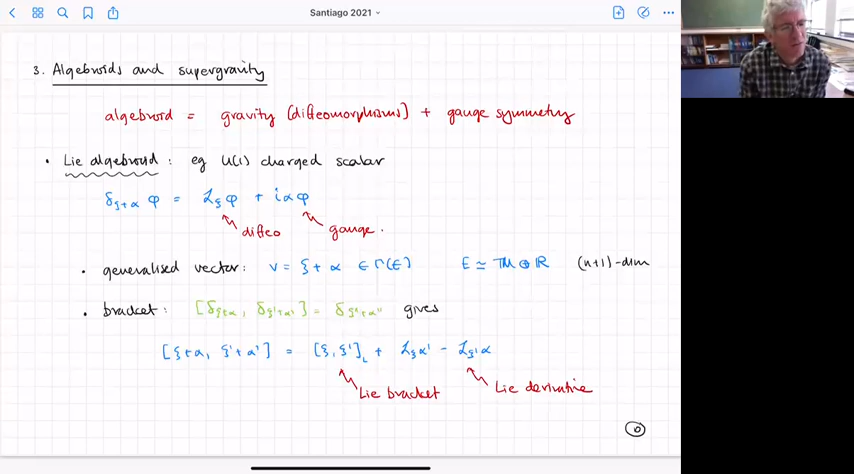 Santiago 2021
3. Algebroids and supergravity
algebroid = gravity (diffeomorphisms) + gauge symmetry
• Lie algebroid : eg U(1) charged scalar
δ_{ξ+α} φ = ℒ_ξ φ + iαφ
diffeo gauge.
• generalised vector: V = ξ + α ∈ Γ(E) E ≃ TM ⊕ ℝ (n+1)-dim
• bracket: [δ_{ξ+α}, δ_{ξ'+α'}] = δ_{ξ''+α''} gives
[ξ+α, ξ'+α'] = [ξ, ξ']_L + ℒ_ξ α' - ℒ_ξ' α
Lie bracket Lie derivative